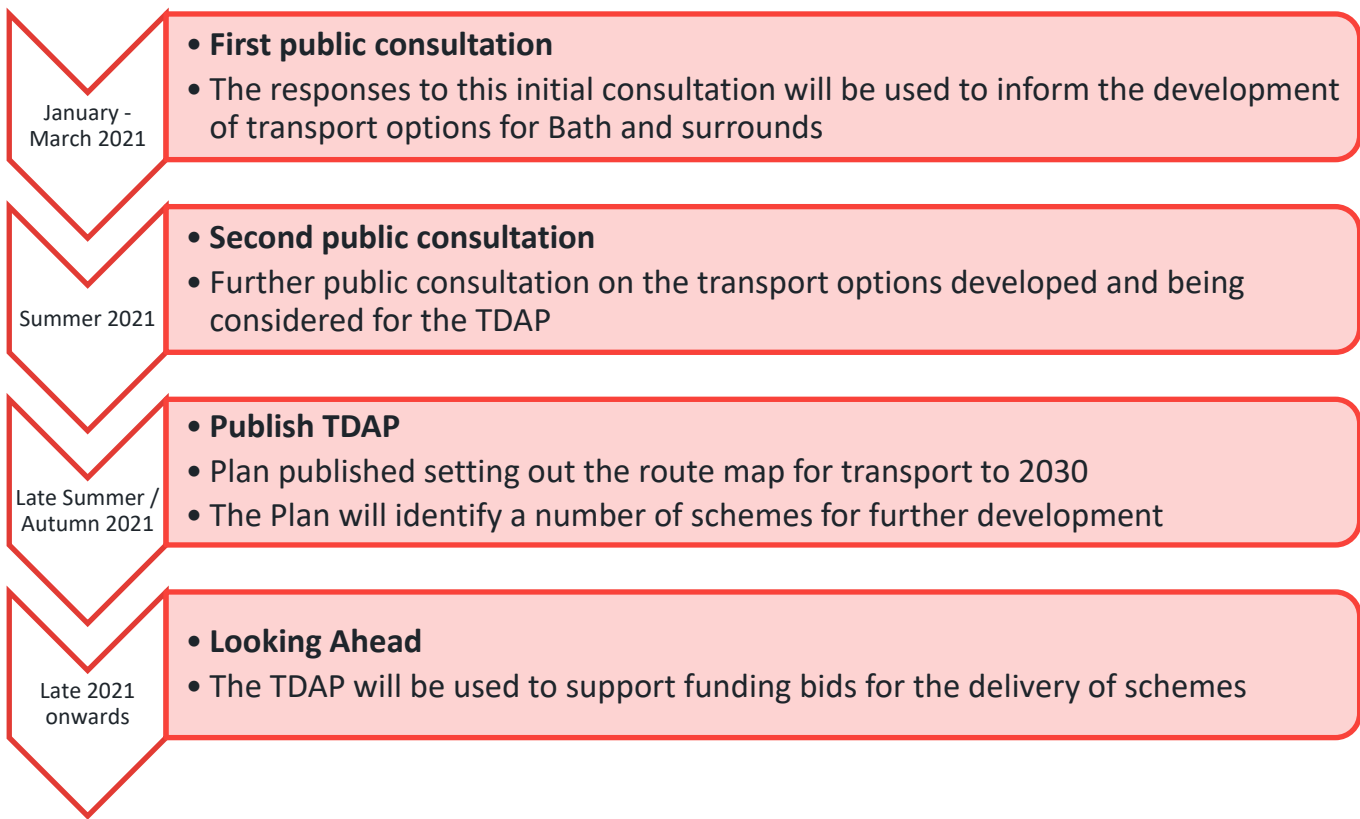 January -
March 2021
• First public consultation
• The responses to this initial consultation will be used to inform the development
of transport options for Bath and surrounds
Summer 2021
• Second public consultation
• Further public consultation on the transport options developed and being
considered for the TDAP
Late Summer /
Autumn 2021
• Publish TDAP
• Plan published setting out the route map for transport to 2030
• The Plan will identify a number of schemes for further development
Late 2021
onwards
• Looking Ahead
• The TDAP will be used to support funding bids for the delivery of schemes